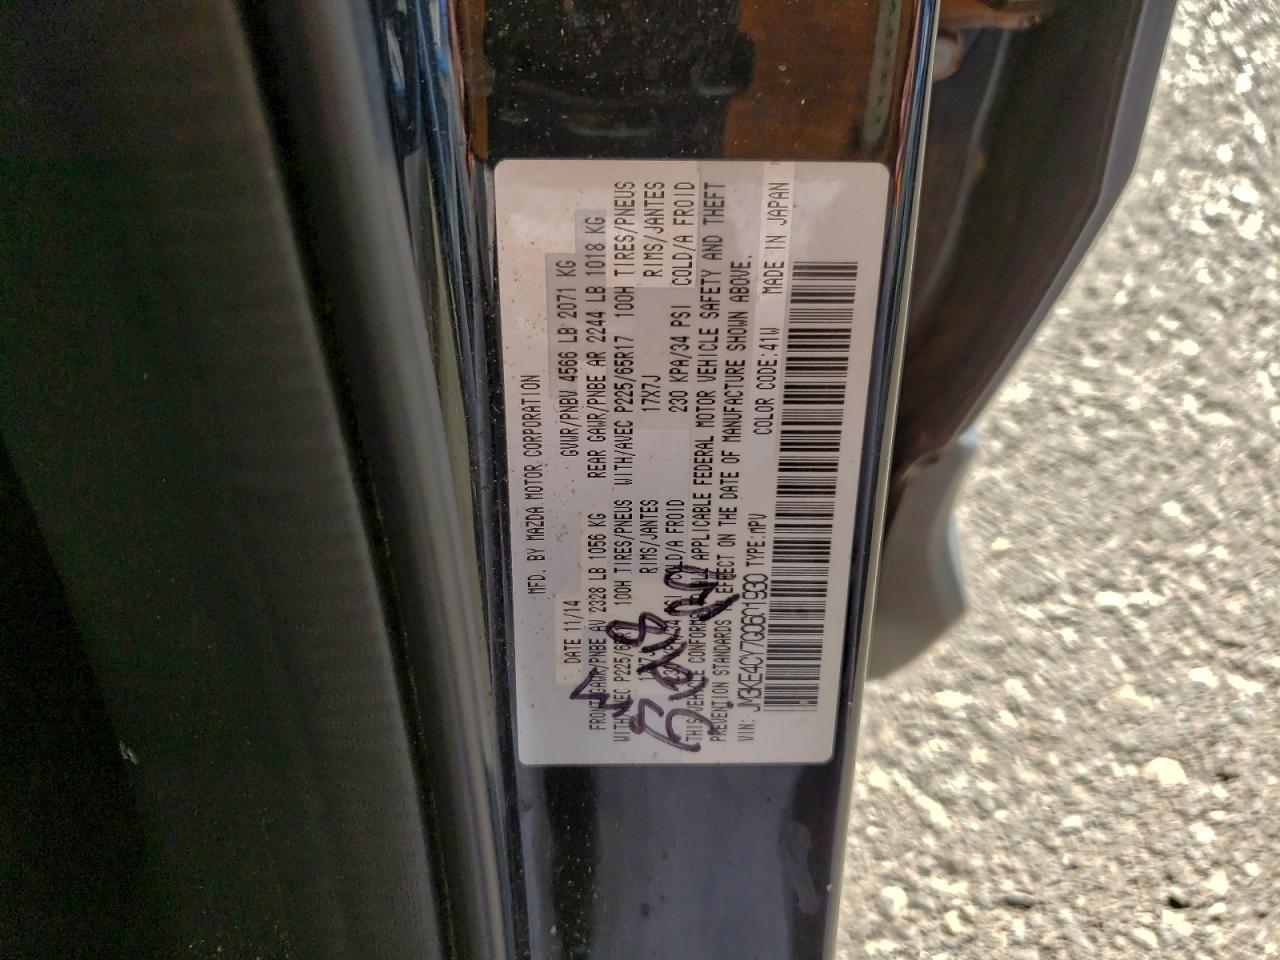 MFD. BY MAZDA MOTOR CORPORATION
DATE 11/14 GVWR/PNBV 4566 LB 2071 KG
FRONT GAWR/PNBE AV 2328 LB 1056 KG REAR GAWR/PNBE AR 2244 LB 1018 KG
WITH/AVEC P225/65R17 100H TIRES/PNEUS WITH/AVEC P225/65R17 100H TIRES/PNEUS
RIMS/JANTES 17X7J RIMS/JANTES
COLD/A FROID 230 KPA/34 PSI COLD/A FROID
THIS VEHICLE CONFORMS ALL APPLICABLE FEDERAL MOTOR VEHICLE SAFETY AND THEFT
PREVENTION STANDARDS IN EFFECT ON THE DATE OF MANUFACTURE SHOWN ABOVE.
VIN: JM3KE4CY7G0601930 TYPE:MPV COLOR CODE:41W MADE IN JAPAN